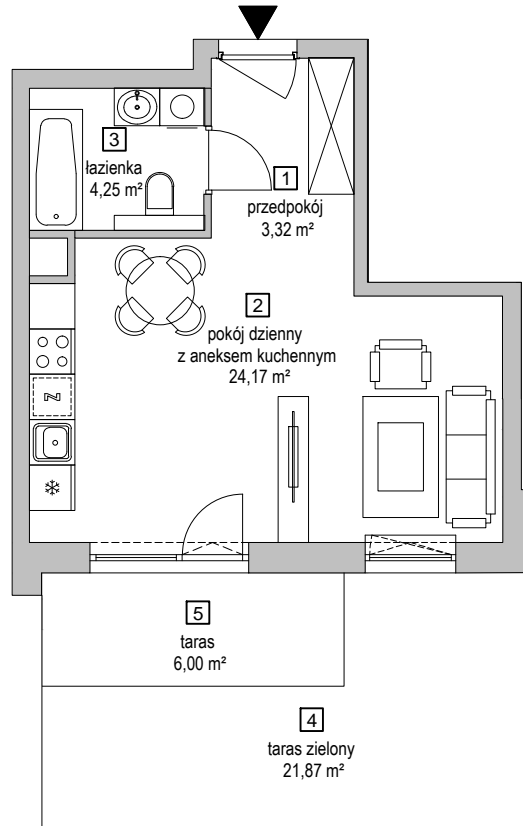 3
łazienka
4,25 m²
1
przedpokój
3,32 m²
2
pokój dzienny
z aneksem kuchennym
24,17 m²
5
taras
6,00 m²
4
taras zielony
21,87 m²